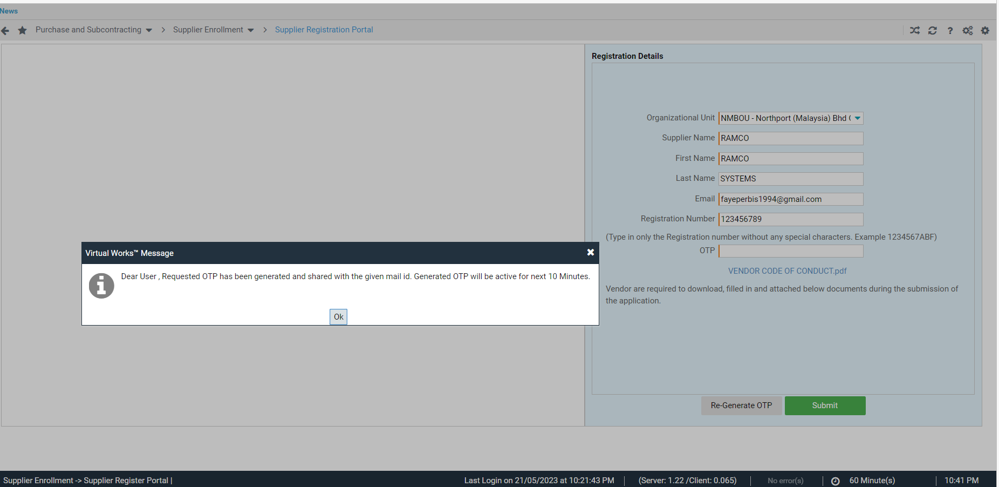 News
Purchase and Subcontracting > Supplier Enrollment > Supplier Registration Portal
Registration Details
Organizational Unit NMBOU - Northport (Malaysia) Bhd
Supplier Name RAMCO
First Name RAMCO
Last Name SYSTEMS
Email fayeperbis1994@gmail.com
Registration Number 123456789
(Type in only the Registration number without any special characters. Example 1234567ABF)
OTP
VENDOR CODE OF CONDUCT.pdf
Vendor are required to download, filled in and attached below documents during the submission of
the application.
Virtual Works™ Message
Dear User , Requested OTP has been generated and shared with the given mail id. Generated OTP will be active for next 10 Minutes.
Ok
Re-Generate OTP Submit
Supplier Enrollment -> Supplier Register Portal | Last Login on 21/05/2023 at 10:21:43 PM (Server: 1.22 /Client: 0.065) No error(s) 60 Minute(s) 10:41 PM